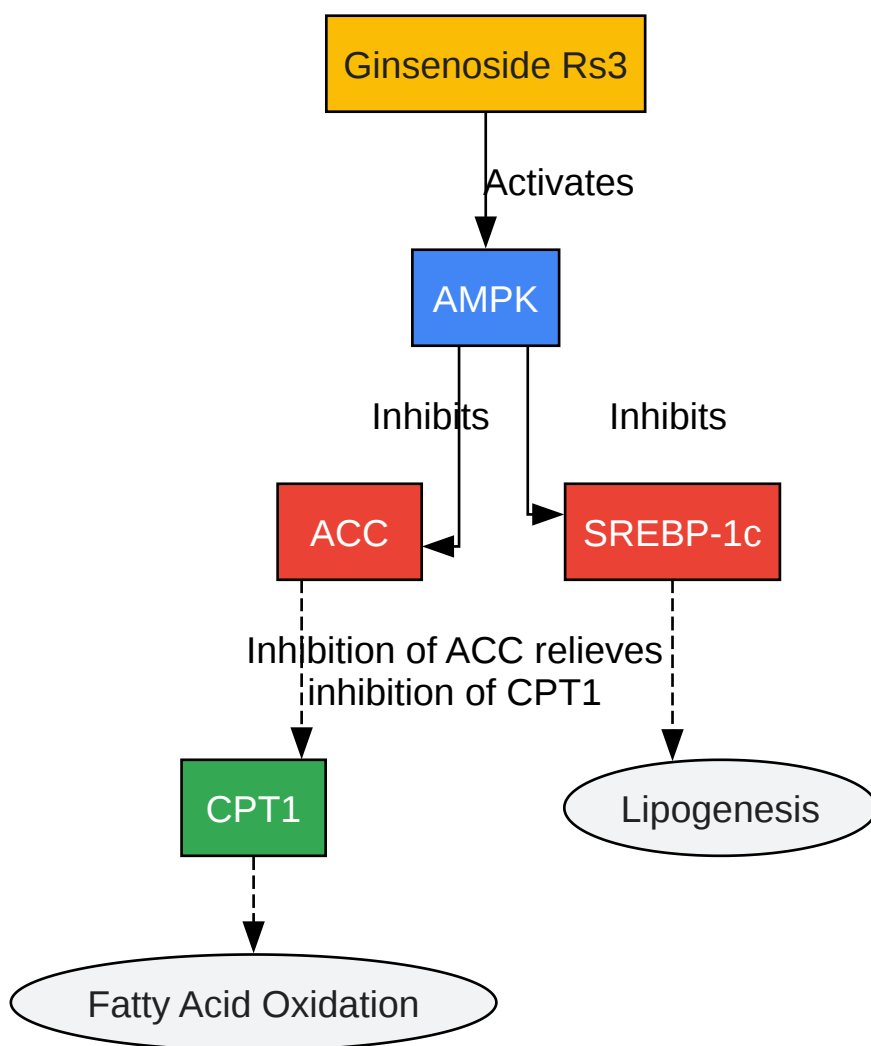 Ginsenoside Rs3
Activates
AMPK
Inhibits
Inhibits
ACC
SREBP-1c
Inhibition of ACC relieves
inhibition of CPT1
CPT1
Lipogenesis
Fatty Acid Oxidation